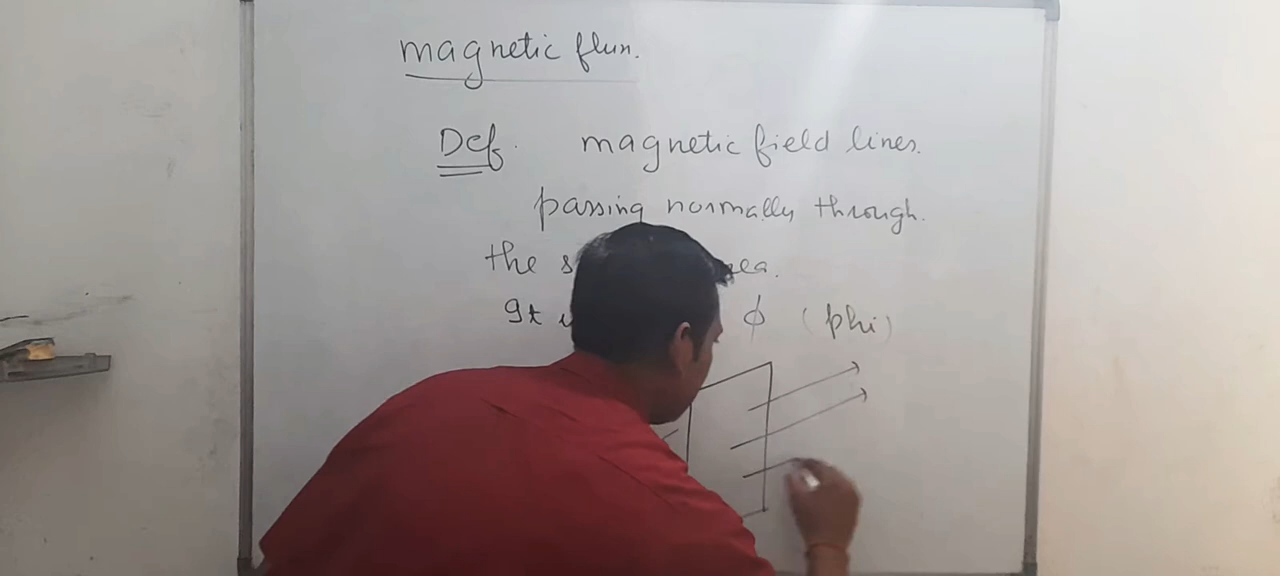 magnetic flux.
Def. magnetic field lines.
passing normally through.
the
It ϕ (phi)